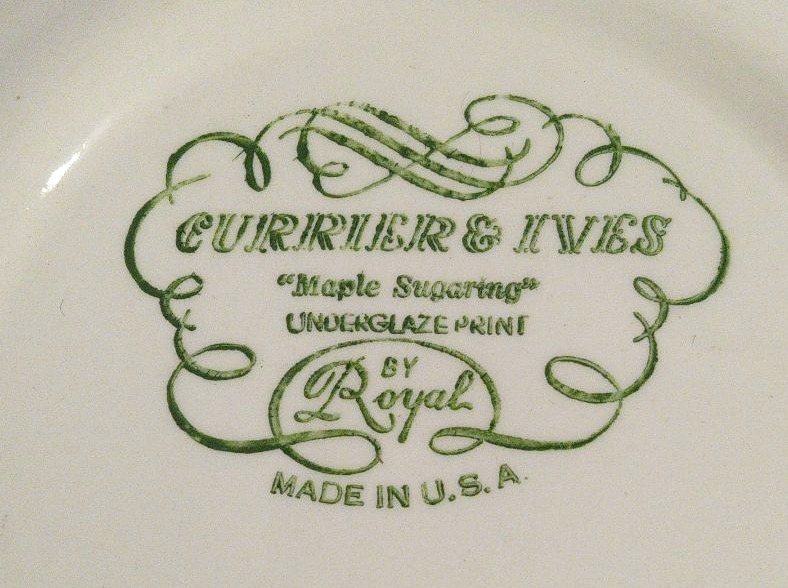 CURRIER & IVES
"Maple Sugaring"
UNDERGLAZE PRINT
BY
Royal
MADE IN U.S.A.